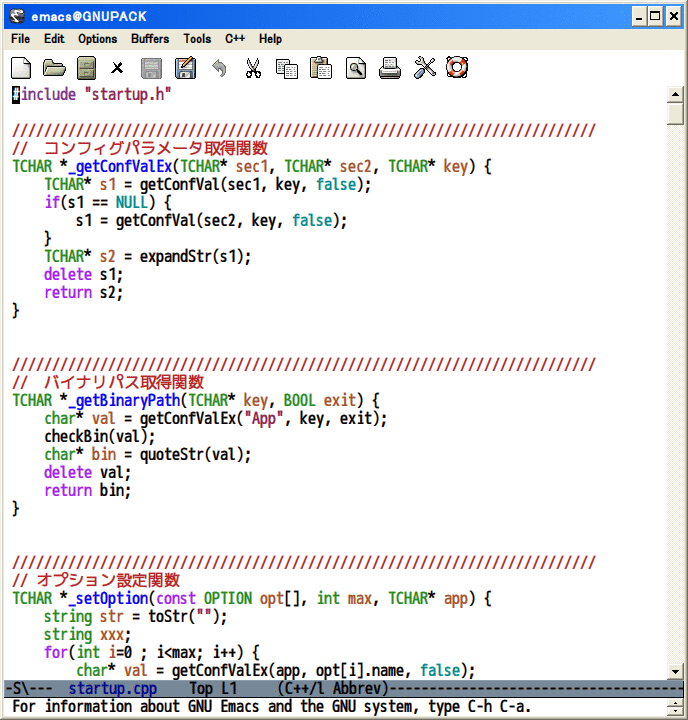 emacs@GNUPACK
File Edit Options Buffers Tools C++ Help
#include "startup.h"
/////////////////////////////////////////////////////////////////////////
// コンフィグパラメータ取得関数
TCHAR *_getConfValEx(TCHAR* sec1, TCHAR* sec2, TCHAR* key) {
    TCHAR* s1 = getConfVal(sec1, key, false);
    if(s1 == NULL) {
        s1 = getConfVal(sec2, key, false);
    }
    TCHAR* s2 = expandStr(s1);
    delete s1;
    return s2;
}
/////////////////////////////////////////////////////////////////////////
// バイナリパス取得関数
TCHAR *_getBinaryPath(TCHAR* key, BOOL exit) {
    char* val = getConfValEx("App", key, exit);
    checkBin(val);
    char* bin = quoteStr(val);
    delete val;
    return bin;
}
/////////////////////////////////////////////////////////////////////////
// オプション設定関数
TCHAR *_setOption(const OPTION opt[], int max, TCHAR* app) {
    string str = toStr("");
    string xxx;
    for(int i=0 ; i<max; i++) {
        char* val = getConfValEx(app, opt[i].name, false);
-S\--- startup.cpp Top L1 (C++/l Abbrev)-------------------------------------
For information about GNU Emacs and the GNU system, type C-h C-a.